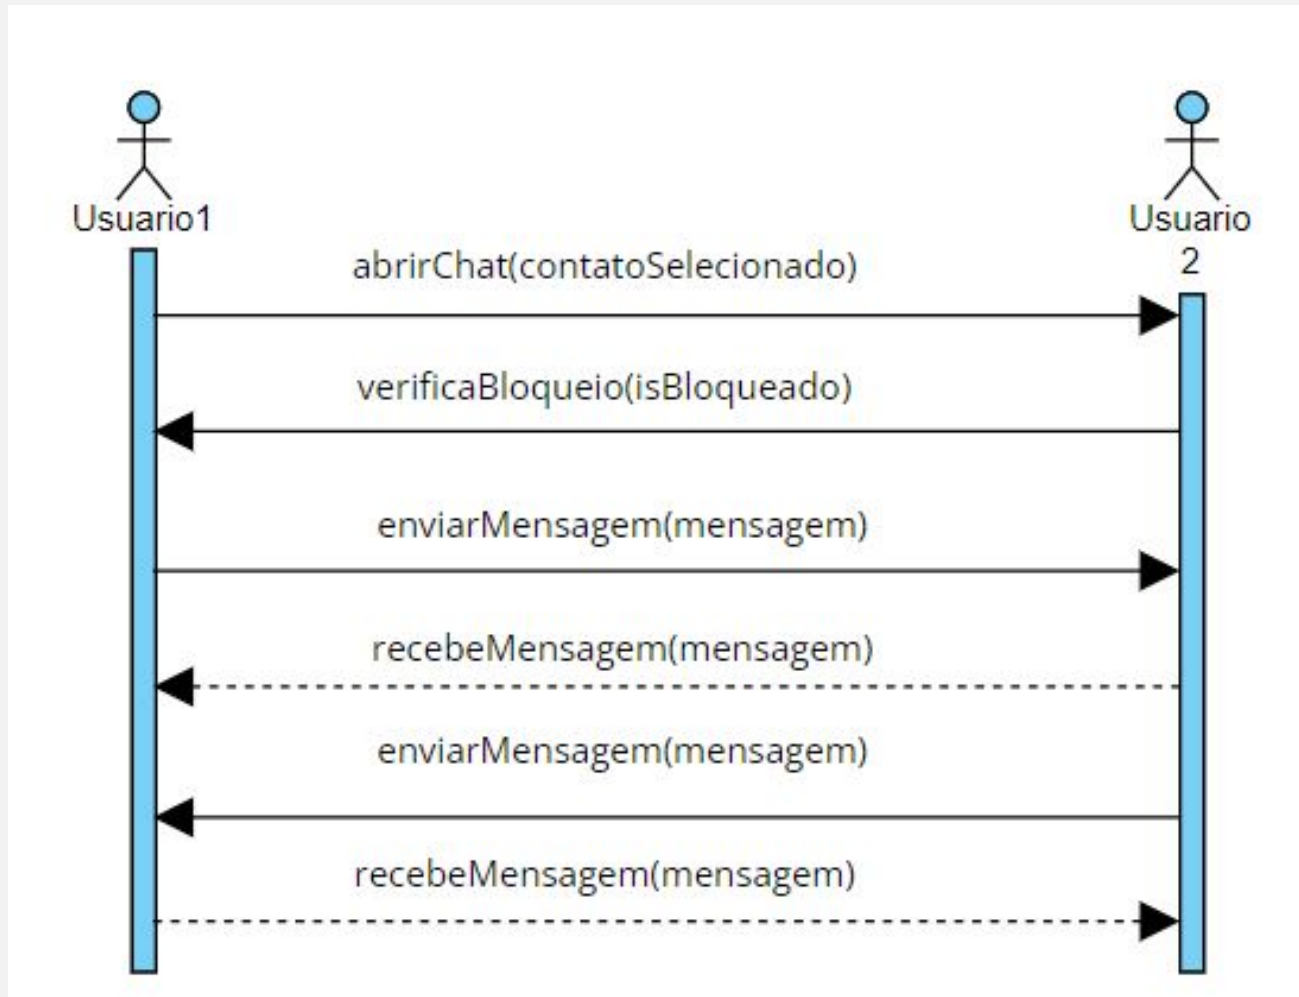 Usuario1
Usuario
2
abrirChat(contatoSelecionado)
verificaBloqueio(isBloqueado)
enviarMensagem(mensagem)
recebeMensagem(mensagem)
enviarMensagem(mensagem)
recebeMensagem(mensagem)